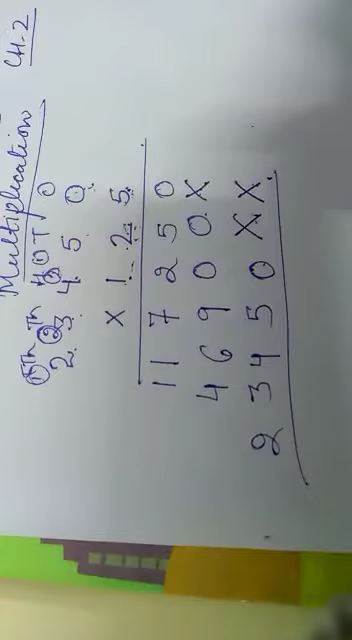 CH.2
Multiplication
TTh Th H T O
2 3 4 5 0
× 1 2 5
1 1 7 2 5 0
4 6 9 0 0 X
2 3 4 5 0 X X